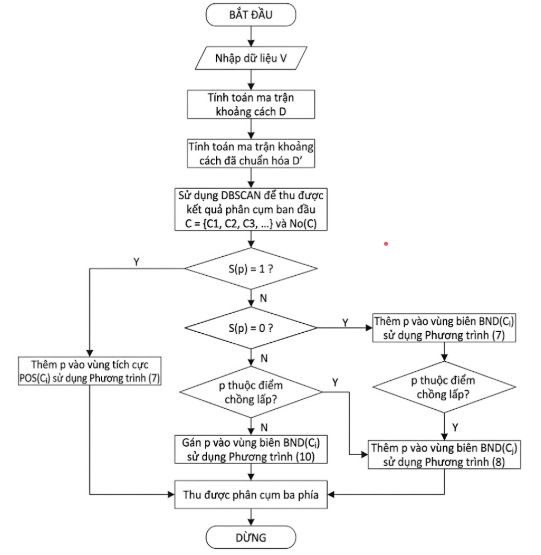 BẮT ĐẦU
Nhập dữ liệu V
Tính toán ma trận
khoảng cách D
Tính toán ma trận khoảng
cách đã chuẩn hóa D’
Sử dụng DBSCAN để thu được
kết quả phân cụm ban đầu
C = {C1, C2, C3, ...} và No(C)
Y
S(p) = 1 ?
N
S(p) = 0 ?
Y
Thêm p vào vùng biên BND(Cᵢ)
sử dụng Phương trình (7)
Thêm p vào vùng tích cực
POS(Cᵢ) sử dụng Phương trình (7)
N
p thuộc điểm
chồng lấp?
Y
p thuộc điểm
chồng lấp?
N
Y
Gán p vào vùng biên BND(Cᵢ)
sử dụng Phương trình (10)
Thêm p vào vùng biên BND(Cⱼ)
sử dụng Phương trình (8)
Thu được phân cụm ba phía
DỪNG